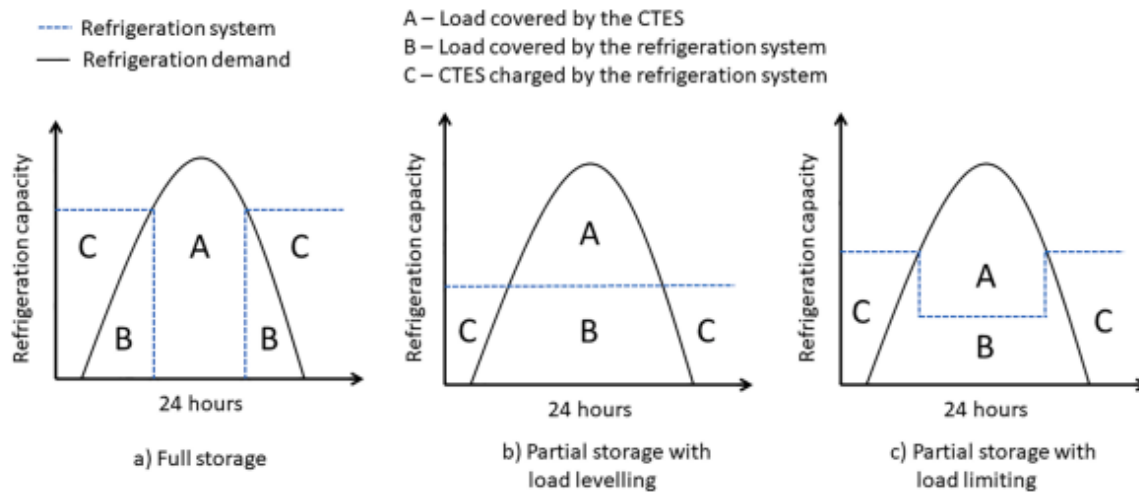 Refrigeration system
Refrigeration demand
A – Load covered by the CTES
B – Load covered by the refrigeration system
C – CTES charged by the refrigeration system
Refrigeration capacity
C
A
C
B
B
24 hours
a) Full storage
Refrigeration capacity
A
C
B
C
24 hours
b) Partial storage with
load levelling
Refrigeration capacity
A
C
B
C
24 hours
c) Partial storage with
load limiting